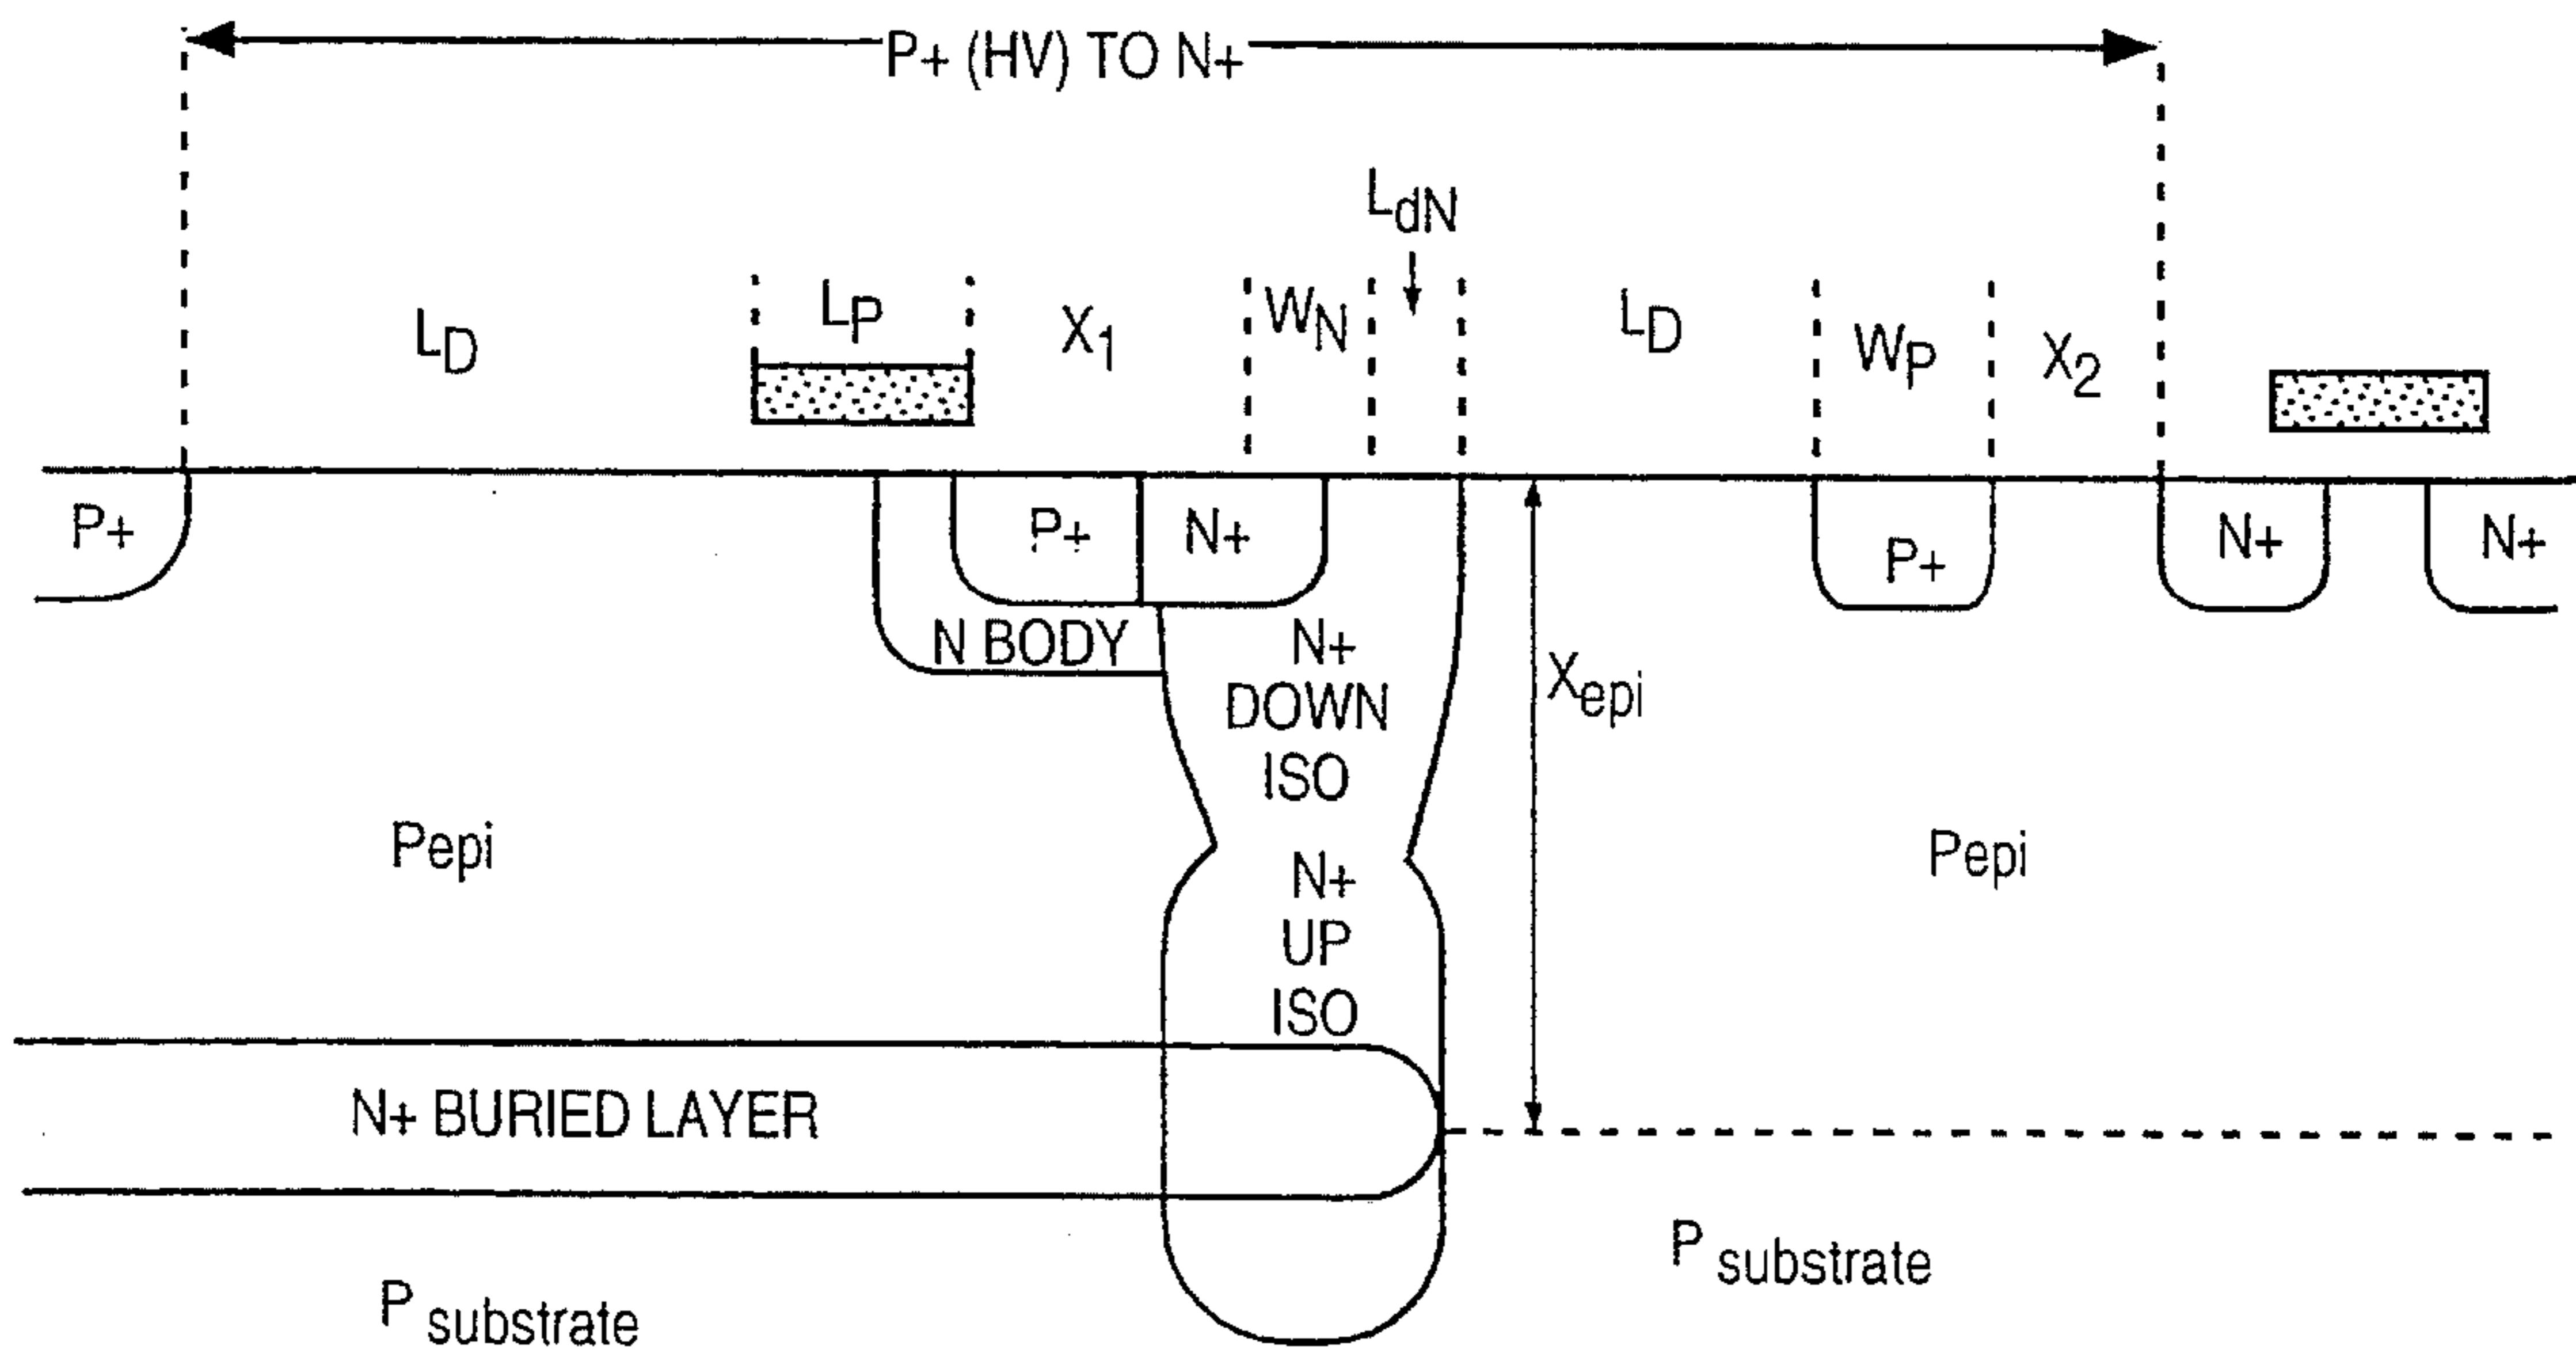 P+ (HV) TO N+
LdN
LD
LP
X1
WN
LD
WP
X2
P+
P+
N+
P+
N+
N+
N BODY
N+
DOWN
ISO
Xepi
Pepi
N+
UP
ISO
Pepi
N+ BURIED LAYER
P substrate
P substrate